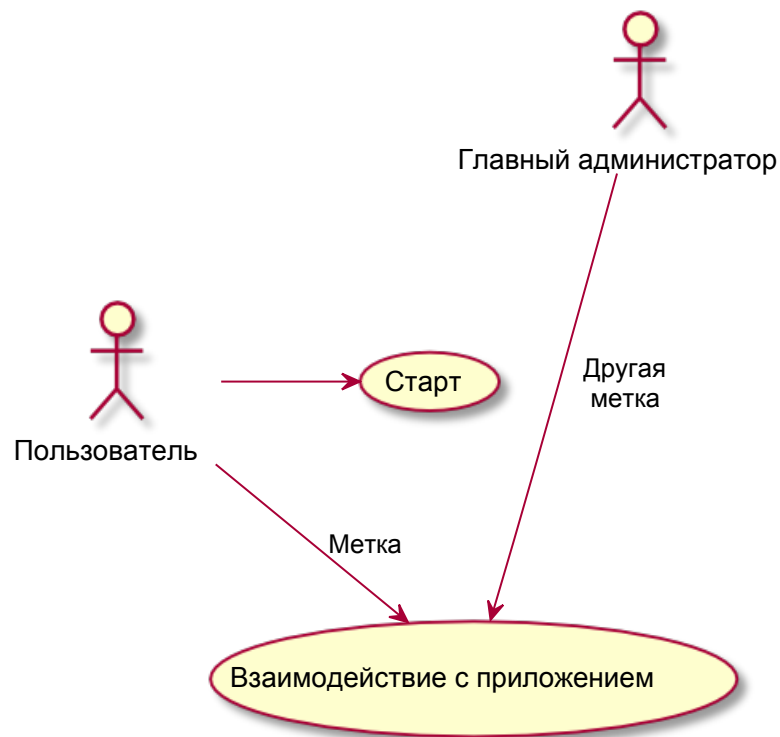 Главный администратор
Другая
метка
Старт
Пользователь
Метка
Взаимодействие с приложением